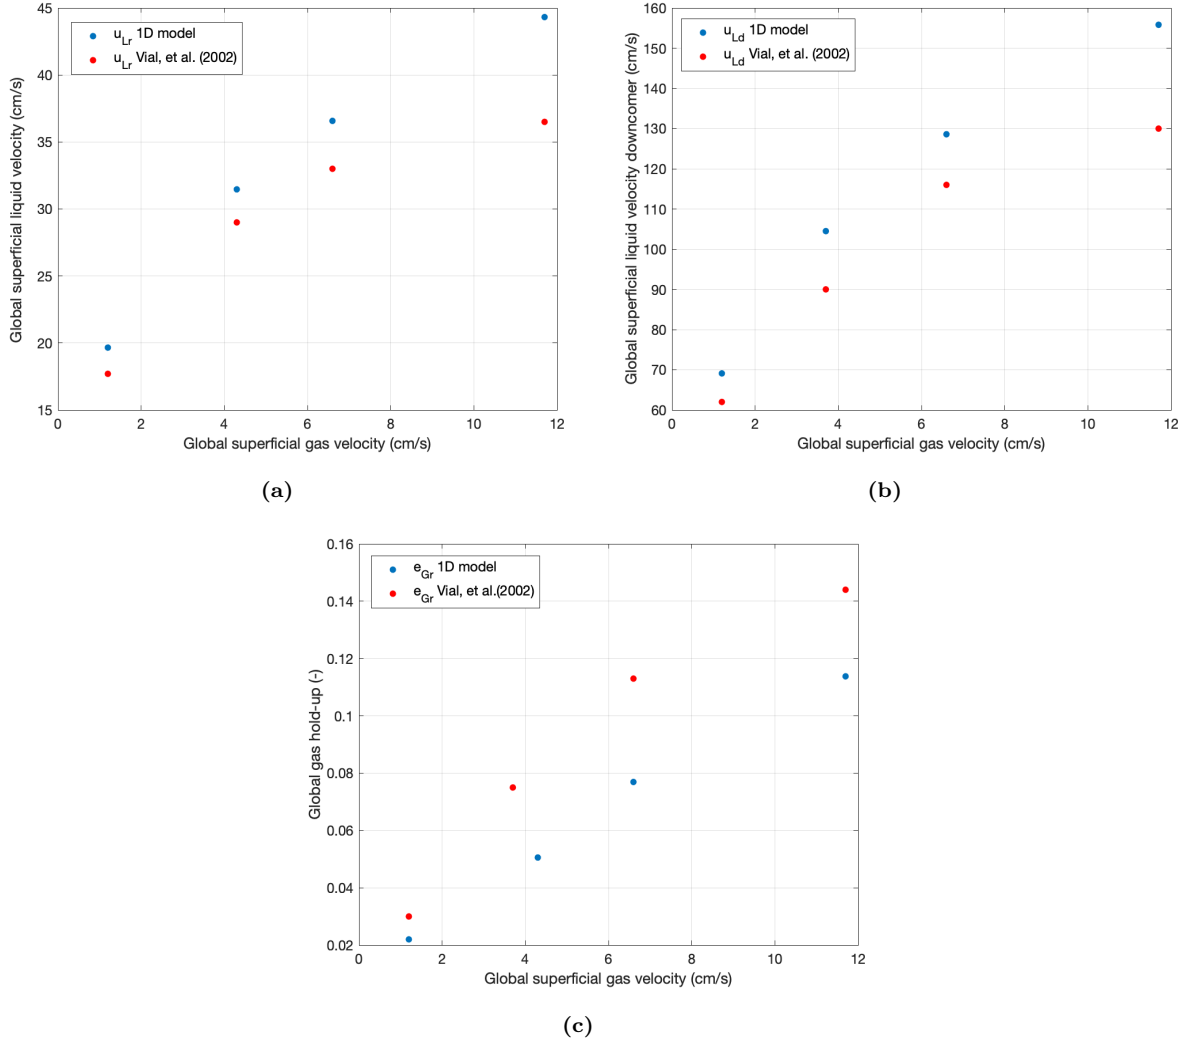 45
40
35
30
25
20
15
0 2 4 6 8 10 12
Global superficial liquid velocity (cm/s)
Global superficial gas velocity (cm/s)
u_Lr 1D model
u_Lr Vial, et al. (2002)
(a)
160
150
140
130
120
110
100
90
80
70
60
0 2 4 6 8 10 12
Global superficial liquid velocity downcomer (cm/s)
Global superficial gas velocity (cm/s)
u_Ld 1D model
u_Ld Vial, et al. (2002)
(b)
0.16
0.14
0.12
0.1
0.08
0.06
0.04
0.02
0 2 4 6 8 10 12
Global gas hold-up (-)
Global superficial gas velocity (cm/s)
e_Gr 1D model
e_Gr Vial, et al.(2002)
(c)